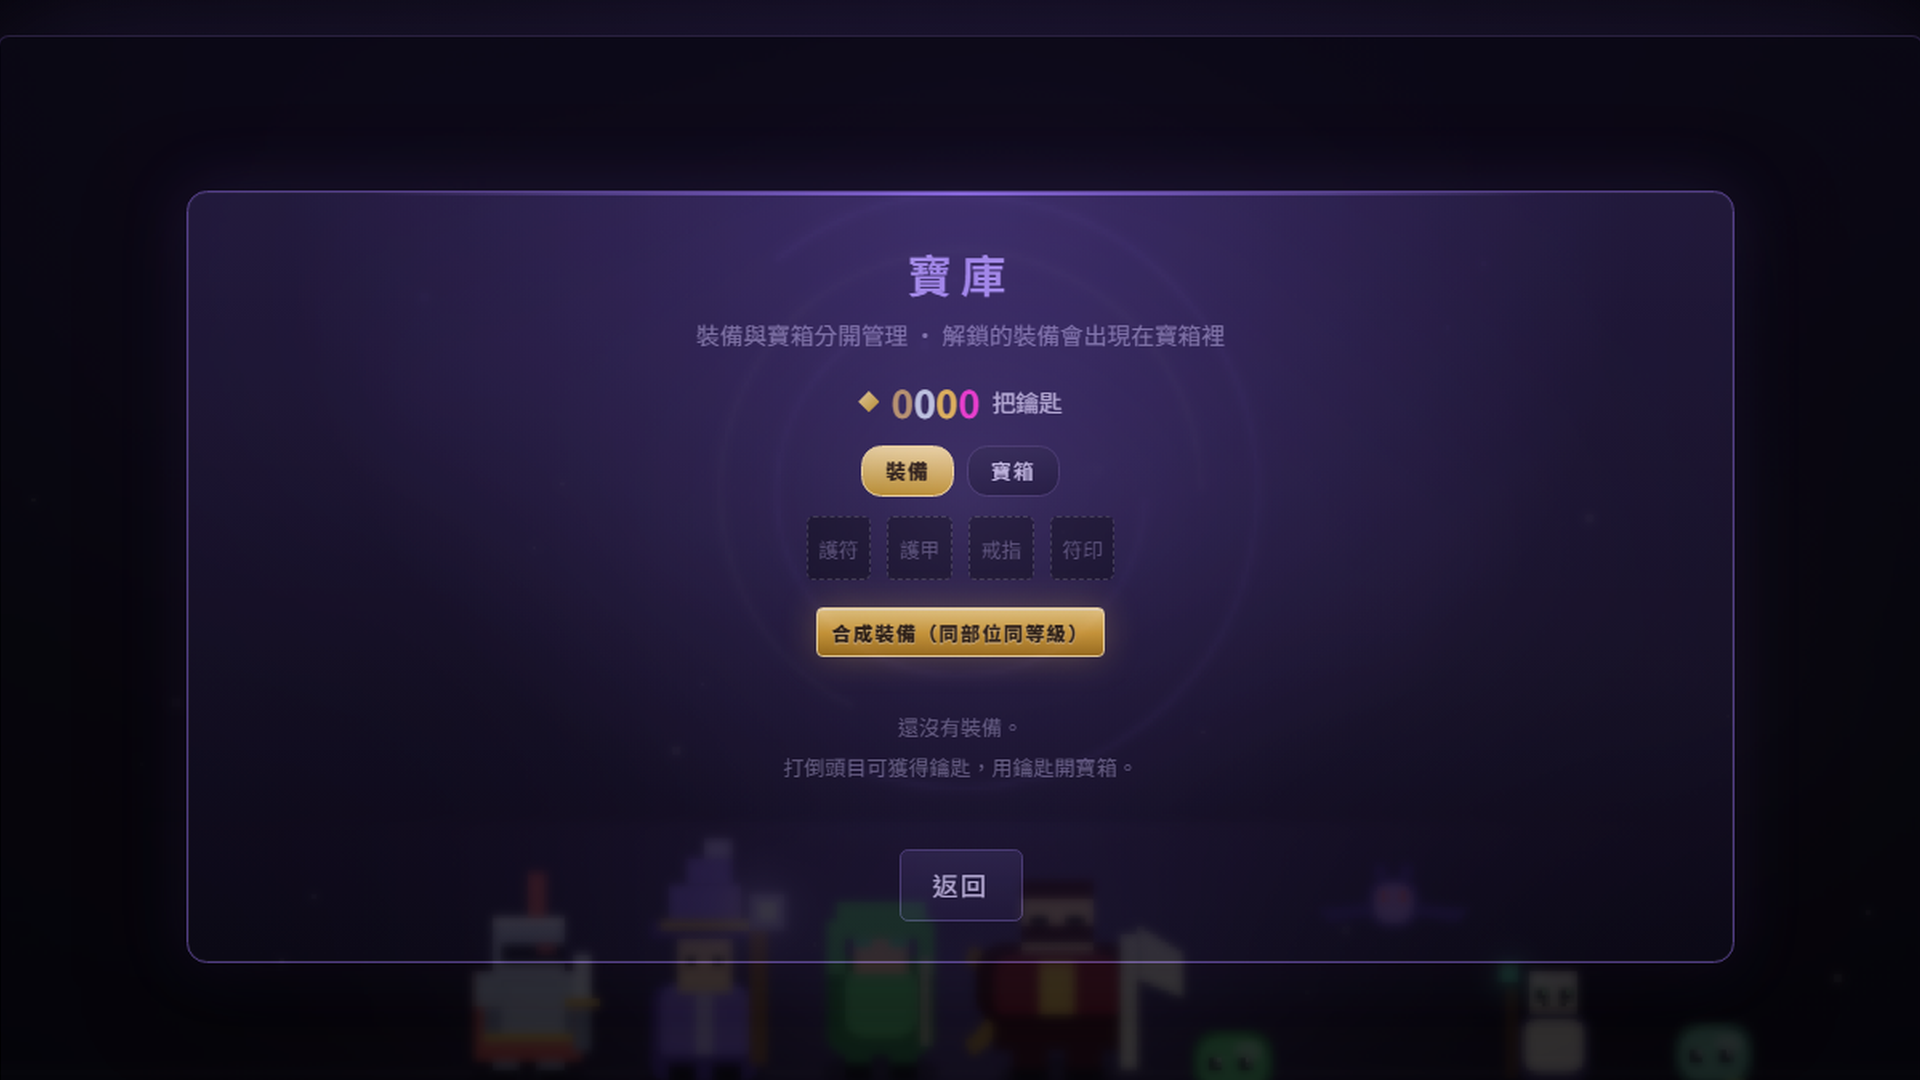 寶庫
裝備與寶箱分開管理 · 解鎖的裝備會出現在寶箱裡
◆ 0000 把鑰匙
裝備 寶箱
護符 護甲 戒指 符印
合成裝備（同部位同等級）
還沒有裝備。
打倒頭目可獲得鑰匙，用鑰匙開寶箱。
返回